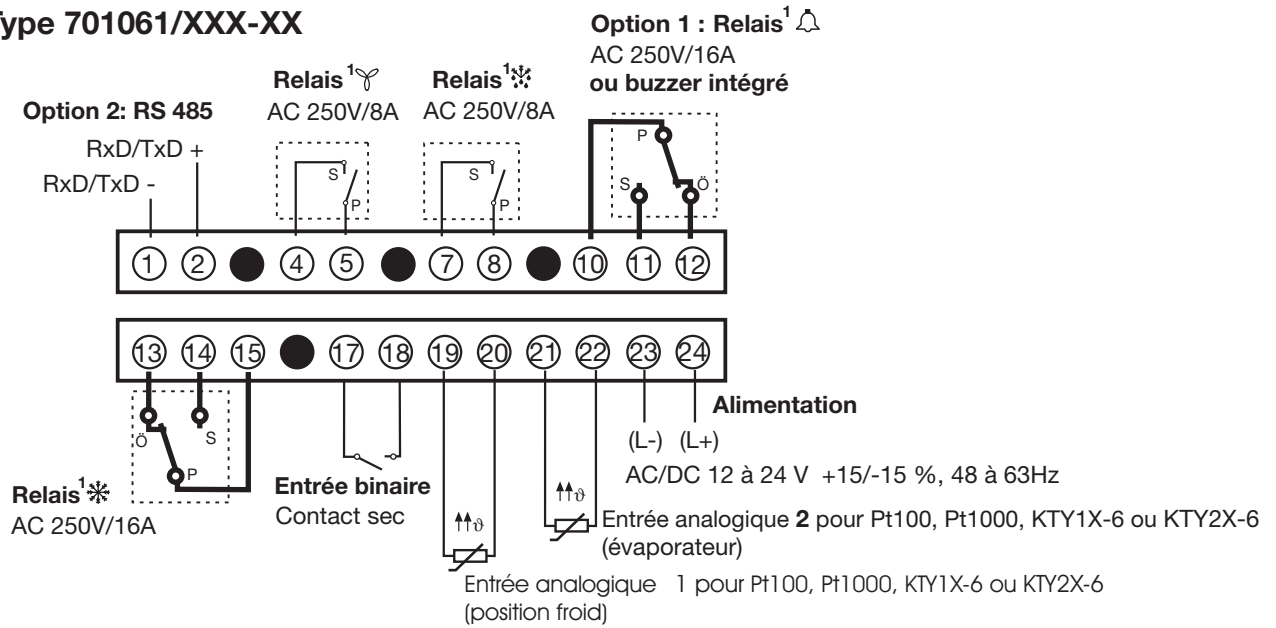 Type 701061/XXX-XX
Option 1 : Relais¹
AC 250V/16A
ou buzzer intégré
Relais¹
AC 250V/8A
Relais¹
AC 250V/8A
Option 2: RS 485
RxD/TxD +
RxD/TxD -
S
P
S
P
P
S
Ö
1 2 4 5 7 8 10 11 12
13 14 15 17 18 19 20 21 22 23 24
Ö
S
P
Relais¹
AC 250V/16A
Entrée binaire
Contact sec
Alimentation
(L-) (L+)
AC/DC 12 à 24 V +15/-15 %, 48 à 63Hz
ϑ
Entrée analogique 2 pour Pt100, Pt1000, KTY1X-6 ou KTY2X-6
(évaporateur)
ϑ
Entrée analogique 1 pour Pt100, Pt1000, KTY1X-6 ou KTY2X-6
(position froid)